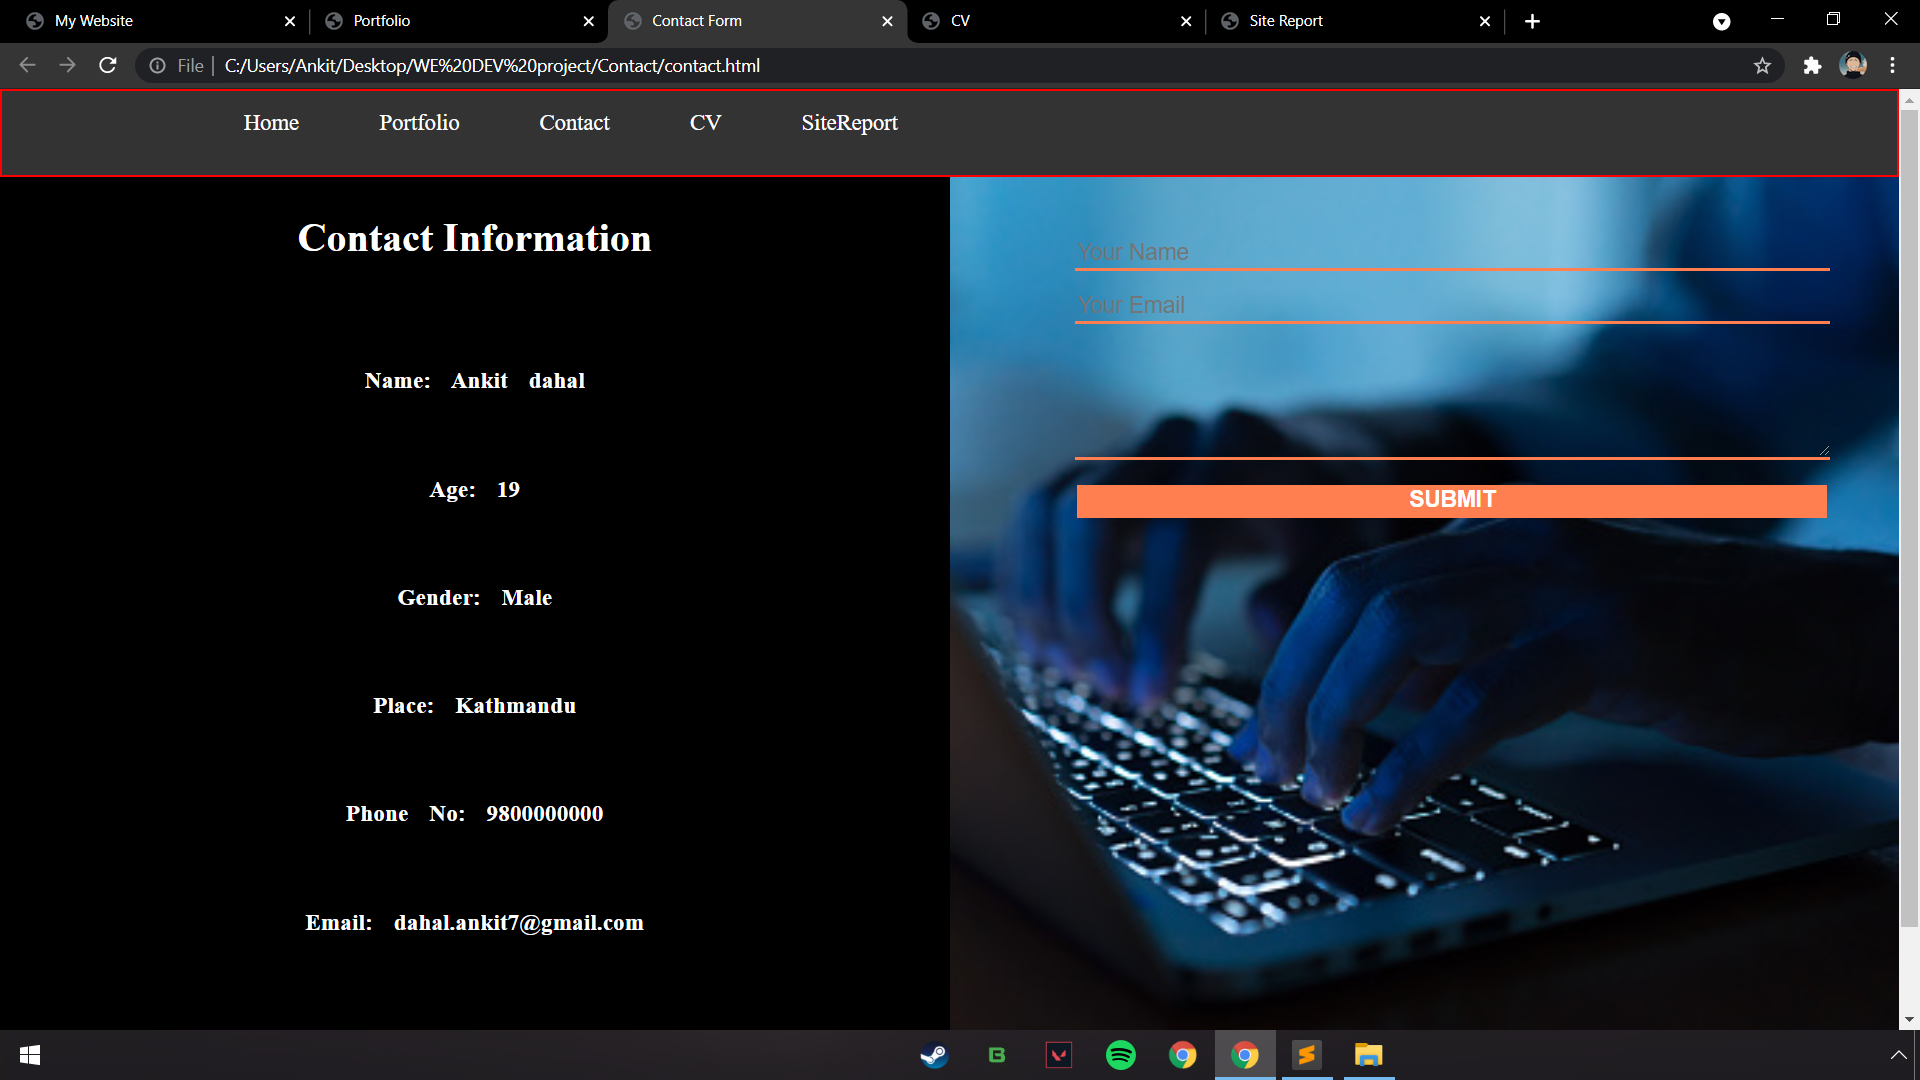 My Website
Portfolio
Contact Form
CV
Site Report
File
C:/Users/Ankit/Desktop/WE%20DEV%20project/Contact/contact.html
Home Portfolio Contact CV SiteReport
Contact Information
Name: Ankit dahal
Age: 19
Gender: Male
Place: Kathmandu
Phone No: 9800000000
Email: dahal.ankit7@gmail.com
Your Name
Your Email
SUBMIT